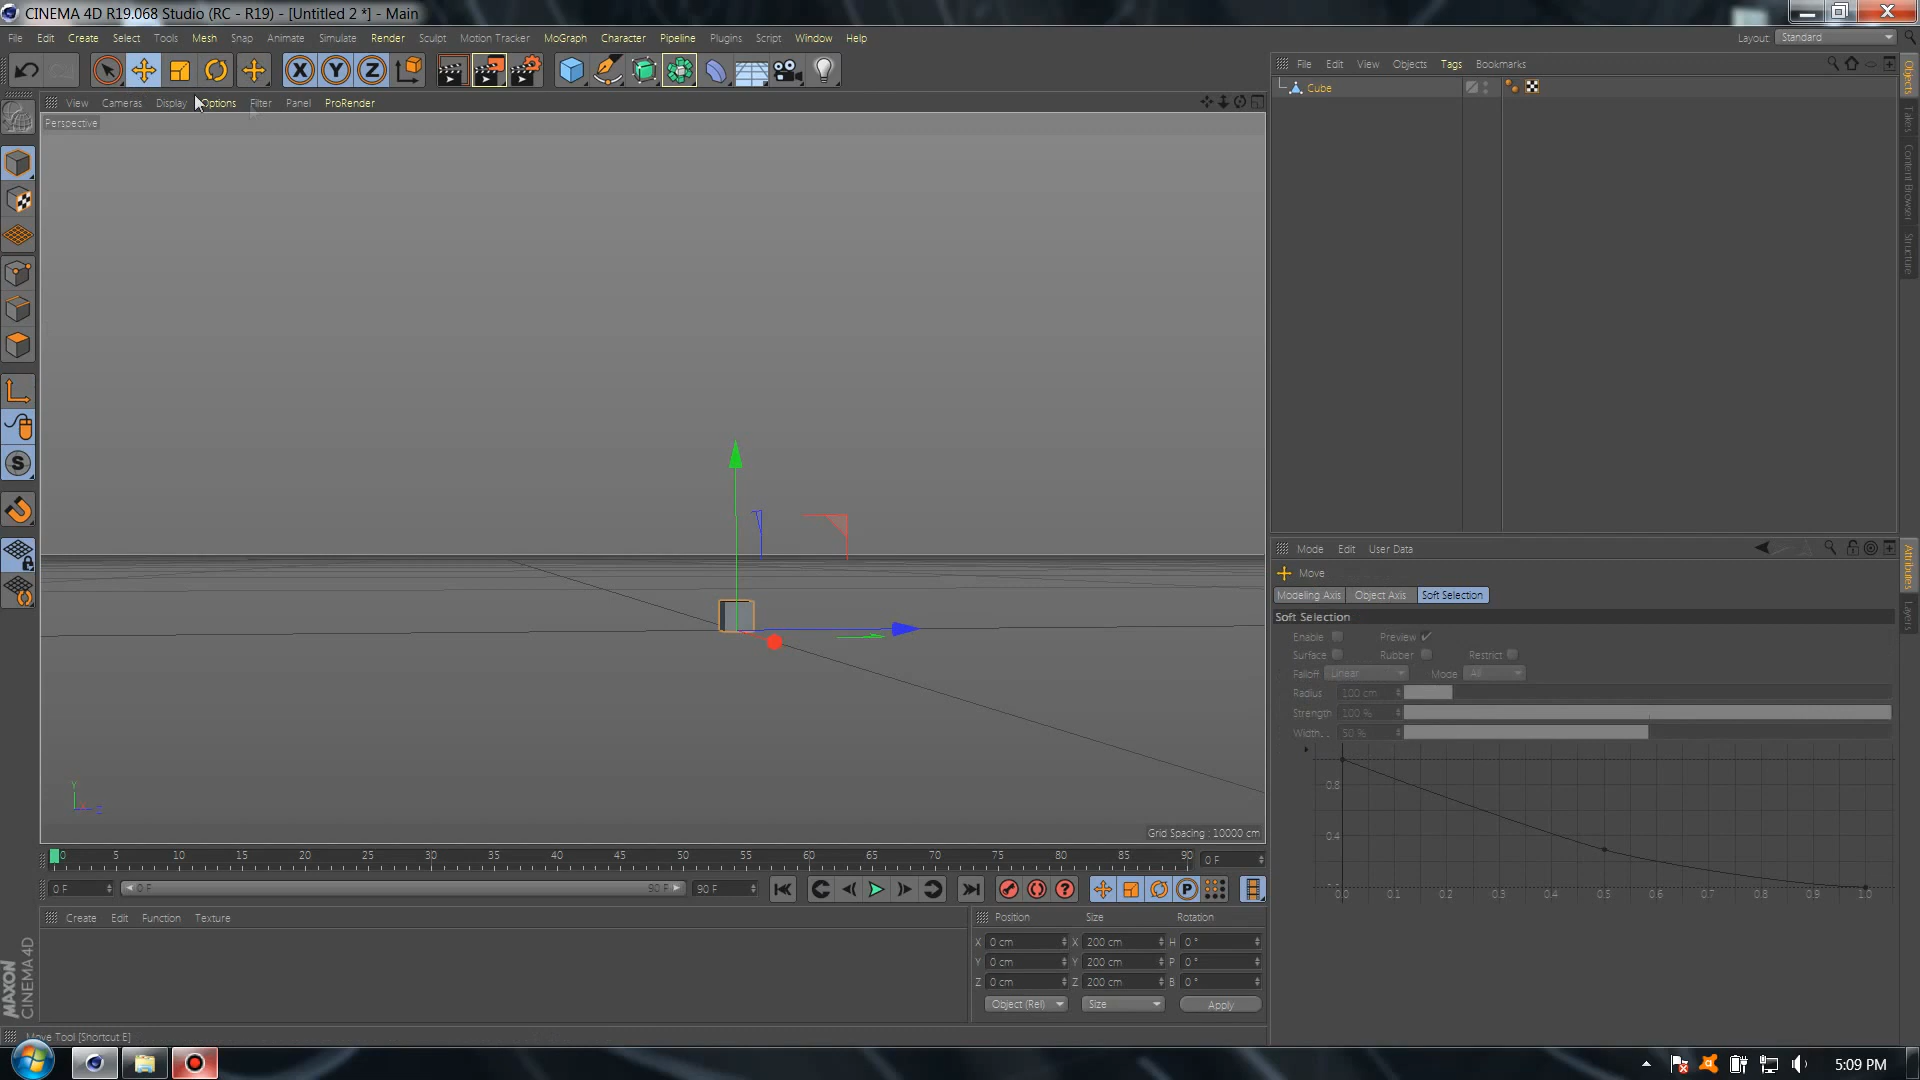 CINEMA 4D R19.068 Studio (RC - R19) - [Untitled 2 *] - Main
File Edit Create Select Tools Mesh Snap Animate Simulate Render Sculpt Motion Tracker MoGraph Character Pipeline Plugins Script Window Help
Layout: Standard
X Y Z
File Edit View Objects Tags Bookmarks
View Cameras Display Options Filter Panel ProRender
Perspective
Cube
Objects
Takes
Content Browser
Structure
S
Y
X
Z
Grid Spacing : 10000 cm
Mode Edit User Data
Move
Modeling Axis Object Axis Soft Selection
Soft Selection
Enable Preview
Surface Rubber Restrict
Falloff Linear Mode All
Radius 100 cm
Strength 100 %
Width. . 50 %
0.8
0.4
0.0 0.1 0.2 0.3 0.4 0.5 0.6 0.7 0.8 0.9 1.0
Attributes
Layers
0 5 10 15 20 25 30 35 40 45 50 55 60 65 70 75 80 85 90
0 F
0 F 0 F 90 F 90 F
P
Create Edit Function Texture
Position Size Rotation
X 0 cm X 200 cm H 0 °
Y 0 cm Y 200 cm P 0 °
Z 0 cm Z 200 cm B 0 °
Object (Rel) Size Apply
MAXON
CINEMA 4D
Move Tool [Shortcut E]
5:09 PM